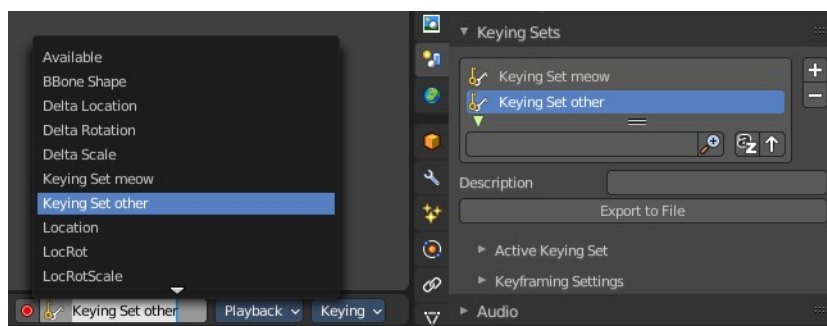 Available
BBone Shape
Delta Location
Delta Rotation
Delta Scale
Keying Set meow
Keying Set other
Location
LocRot
LocRotScale
Keying Set other
Playback
Keying
Keying Sets
Keying Set meow
Keying Set other
Description
Export to File
Active Keying Set
Keyframing Settings
Audio